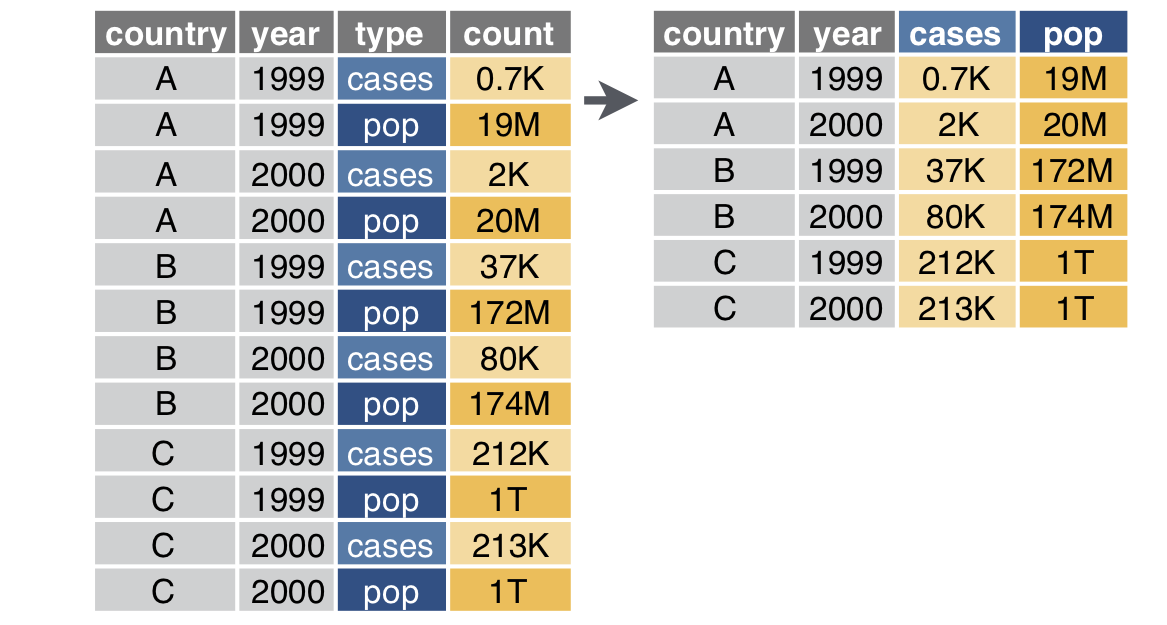 country year type count
A 1999 cases 0.7K
A 1999 pop 19M
A 2000 cases 2K
A 2000 pop 20M
B 1999 cases 37K
B 1999 pop 172M
B 2000 cases 80K
B 2000 pop 174M
C 1999 cases 212K
C 1999 pop 1T
C 2000 cases 213K
C 2000 pop 1T
country year cases pop
A 1999 0.7K 19M
A 2000 2K 20M
B 1999 37K 172M
B 2000 80K 174M
C 1999 212K 1T
C 2000 213K 1T